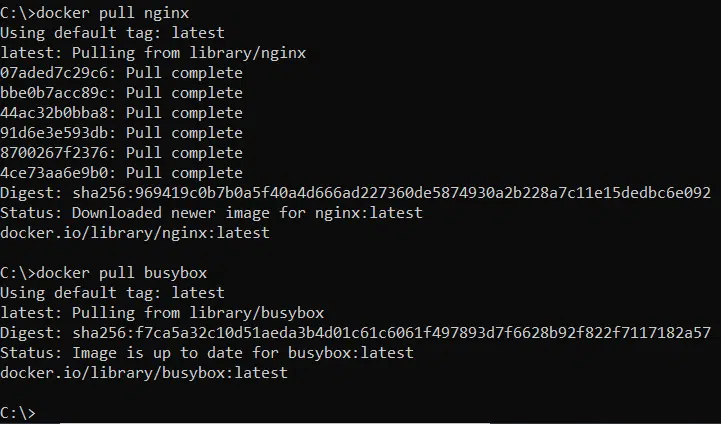 C:\>docker pull nginx
Using default tag: latest
latest: Pulling from library/nginx
07aded7c29c6: Pull complete
bbe0b7acc89c: Pull complete
44ac32b0bba8: Pull complete
91d6e3e593db: Pull complete
8700267f2376: Pull complete
4ce73aa6e9b0: Pull complete
Digest: sha256:969419c0b7b0a5f40a4d666ad227360de5874930a2b228a7c11e15dedbc6e092
Status: Downloaded newer image for nginx:latest
docker.io/library/nginx:latest
C:\>docker pull busybox
Using default tag: latest
latest: Pulling from library/busybox
Digest: sha256:f7ca5a32c10d51aeda3b4d01c61c6061f497893d7f6628b92f822f7117182a57
Status: Image is up to date for busybox:latest
docker.io/library/busybox:latest
C:\>